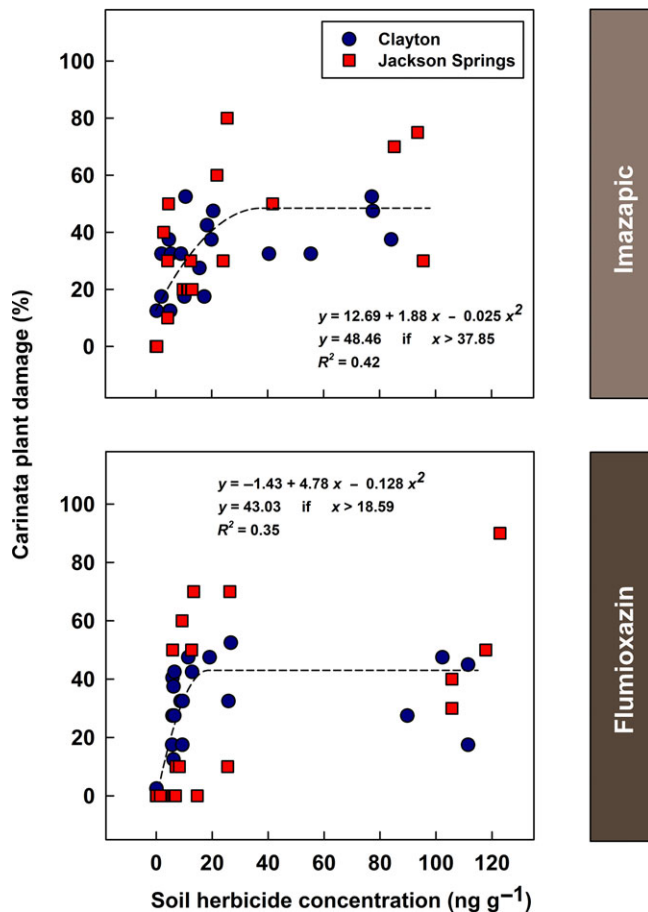 Clayton
Jackson Springs
100
80
60
40
20
0
y = 12.69 + 1.88 x − 0.025 x²
y = 48.46 if x > 37.85
R² = 0.42
Imazapic
Carinata plant damage (%)
y = −1.43 + 4.78 x − 0.128 x²
y = 43.03 if x > 18.59
R² = 0.35
100
80
60
40
20
0
Flumioxazin
0 20 40 60 80 100 120
Soil herbicide concentration (ng g⁻¹)